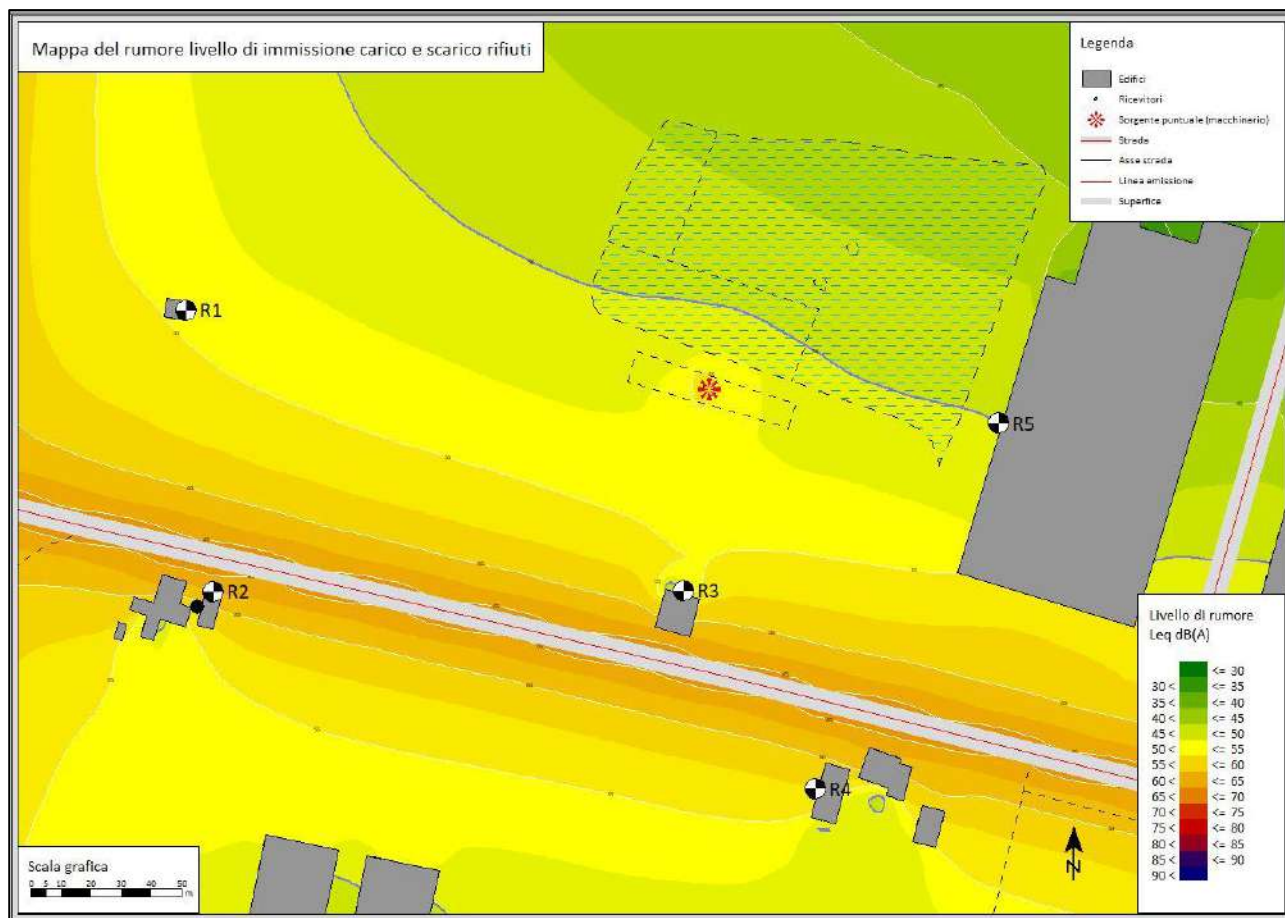 Mappa del rumore livello di immissione carico e scarico rifiuti
Legenda
Edifici
Ricevitori
Sorgente puntuale (macchinerio)
Strada
Asse strada
Linea emissione
Superfice
R1
R5
R2
R3
R4
N
Scala grafica
0 5 10 20 30 40 50
m
Livello di rumore
Leq dB(A)
<= 30
30 < <= 35
35 < <= 40
40 < <= 45
45 < <= 50
50 < <= 55
55 < <= 60
60 < <= 65
65 < <= 70
70 < <= 75
75 < <= 80
80 < <= 85
85 < <= 90
90 <